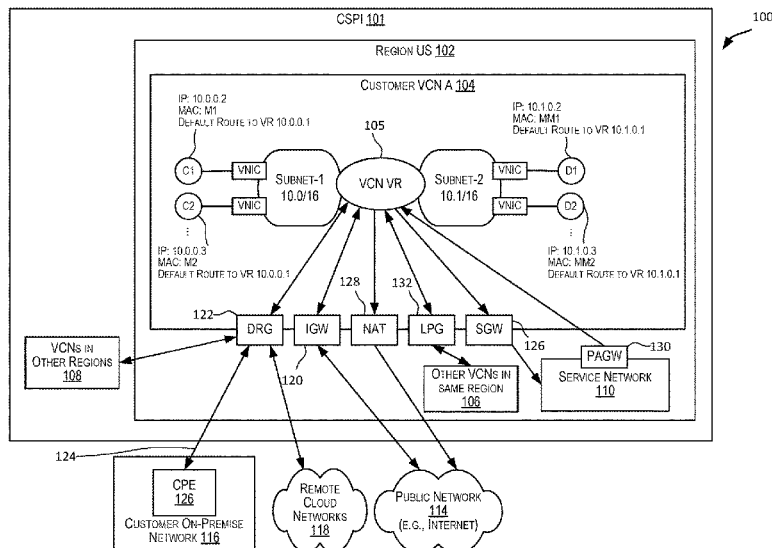 CSPI 101
100
REGION US 102
CUSTOMER VCN A 104
IP: 10.0.0.2
MAC: M1
DEFAULT ROUTE TO VR 10.0.0.1
105
IP: 10.1.0.2
MAC: MM1
DEFAULT ROUTE TO VR 10.1.0.1
C1
VNIC
SUBNET-1
10.0/16
VCN VR
SUBNET-2
10.1/16
VNIC
D1
C2
VNIC
VNIC
D2
IP: 10.0.0.3
MAC: M2
DEFAULT ROUTE TO VR 10.0.0.1
IP: 10.1.0.3
MAC: MM2
DEFAULT ROUTE TO VR 10.1.0.1
122
128
132
DRG
IGW
NAT
LPG
SGW
126
130
120
PAGW
VCNS IN
OTHER REGIONS
108
OTHER VCNS IN
SAME REGION
106
SERVICE NETWORK
110
124
CPE
126
CUSTOMER ON-PREMISE
NETWORK 116
REMOTE
CLOUD
NETWORKS
118
PUBLIC NETWORK
114
(E.G., INTERNET)